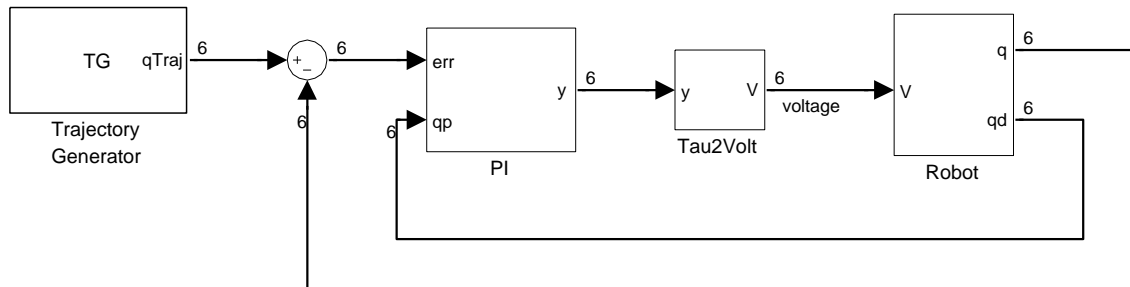 TG
qTraj
6
Trajectory
Generator
+
−
6
6
err
qp
y
PI
6
6
y
V
Tau2Volt
6
voltage
V
q
qd
Robot
6
6